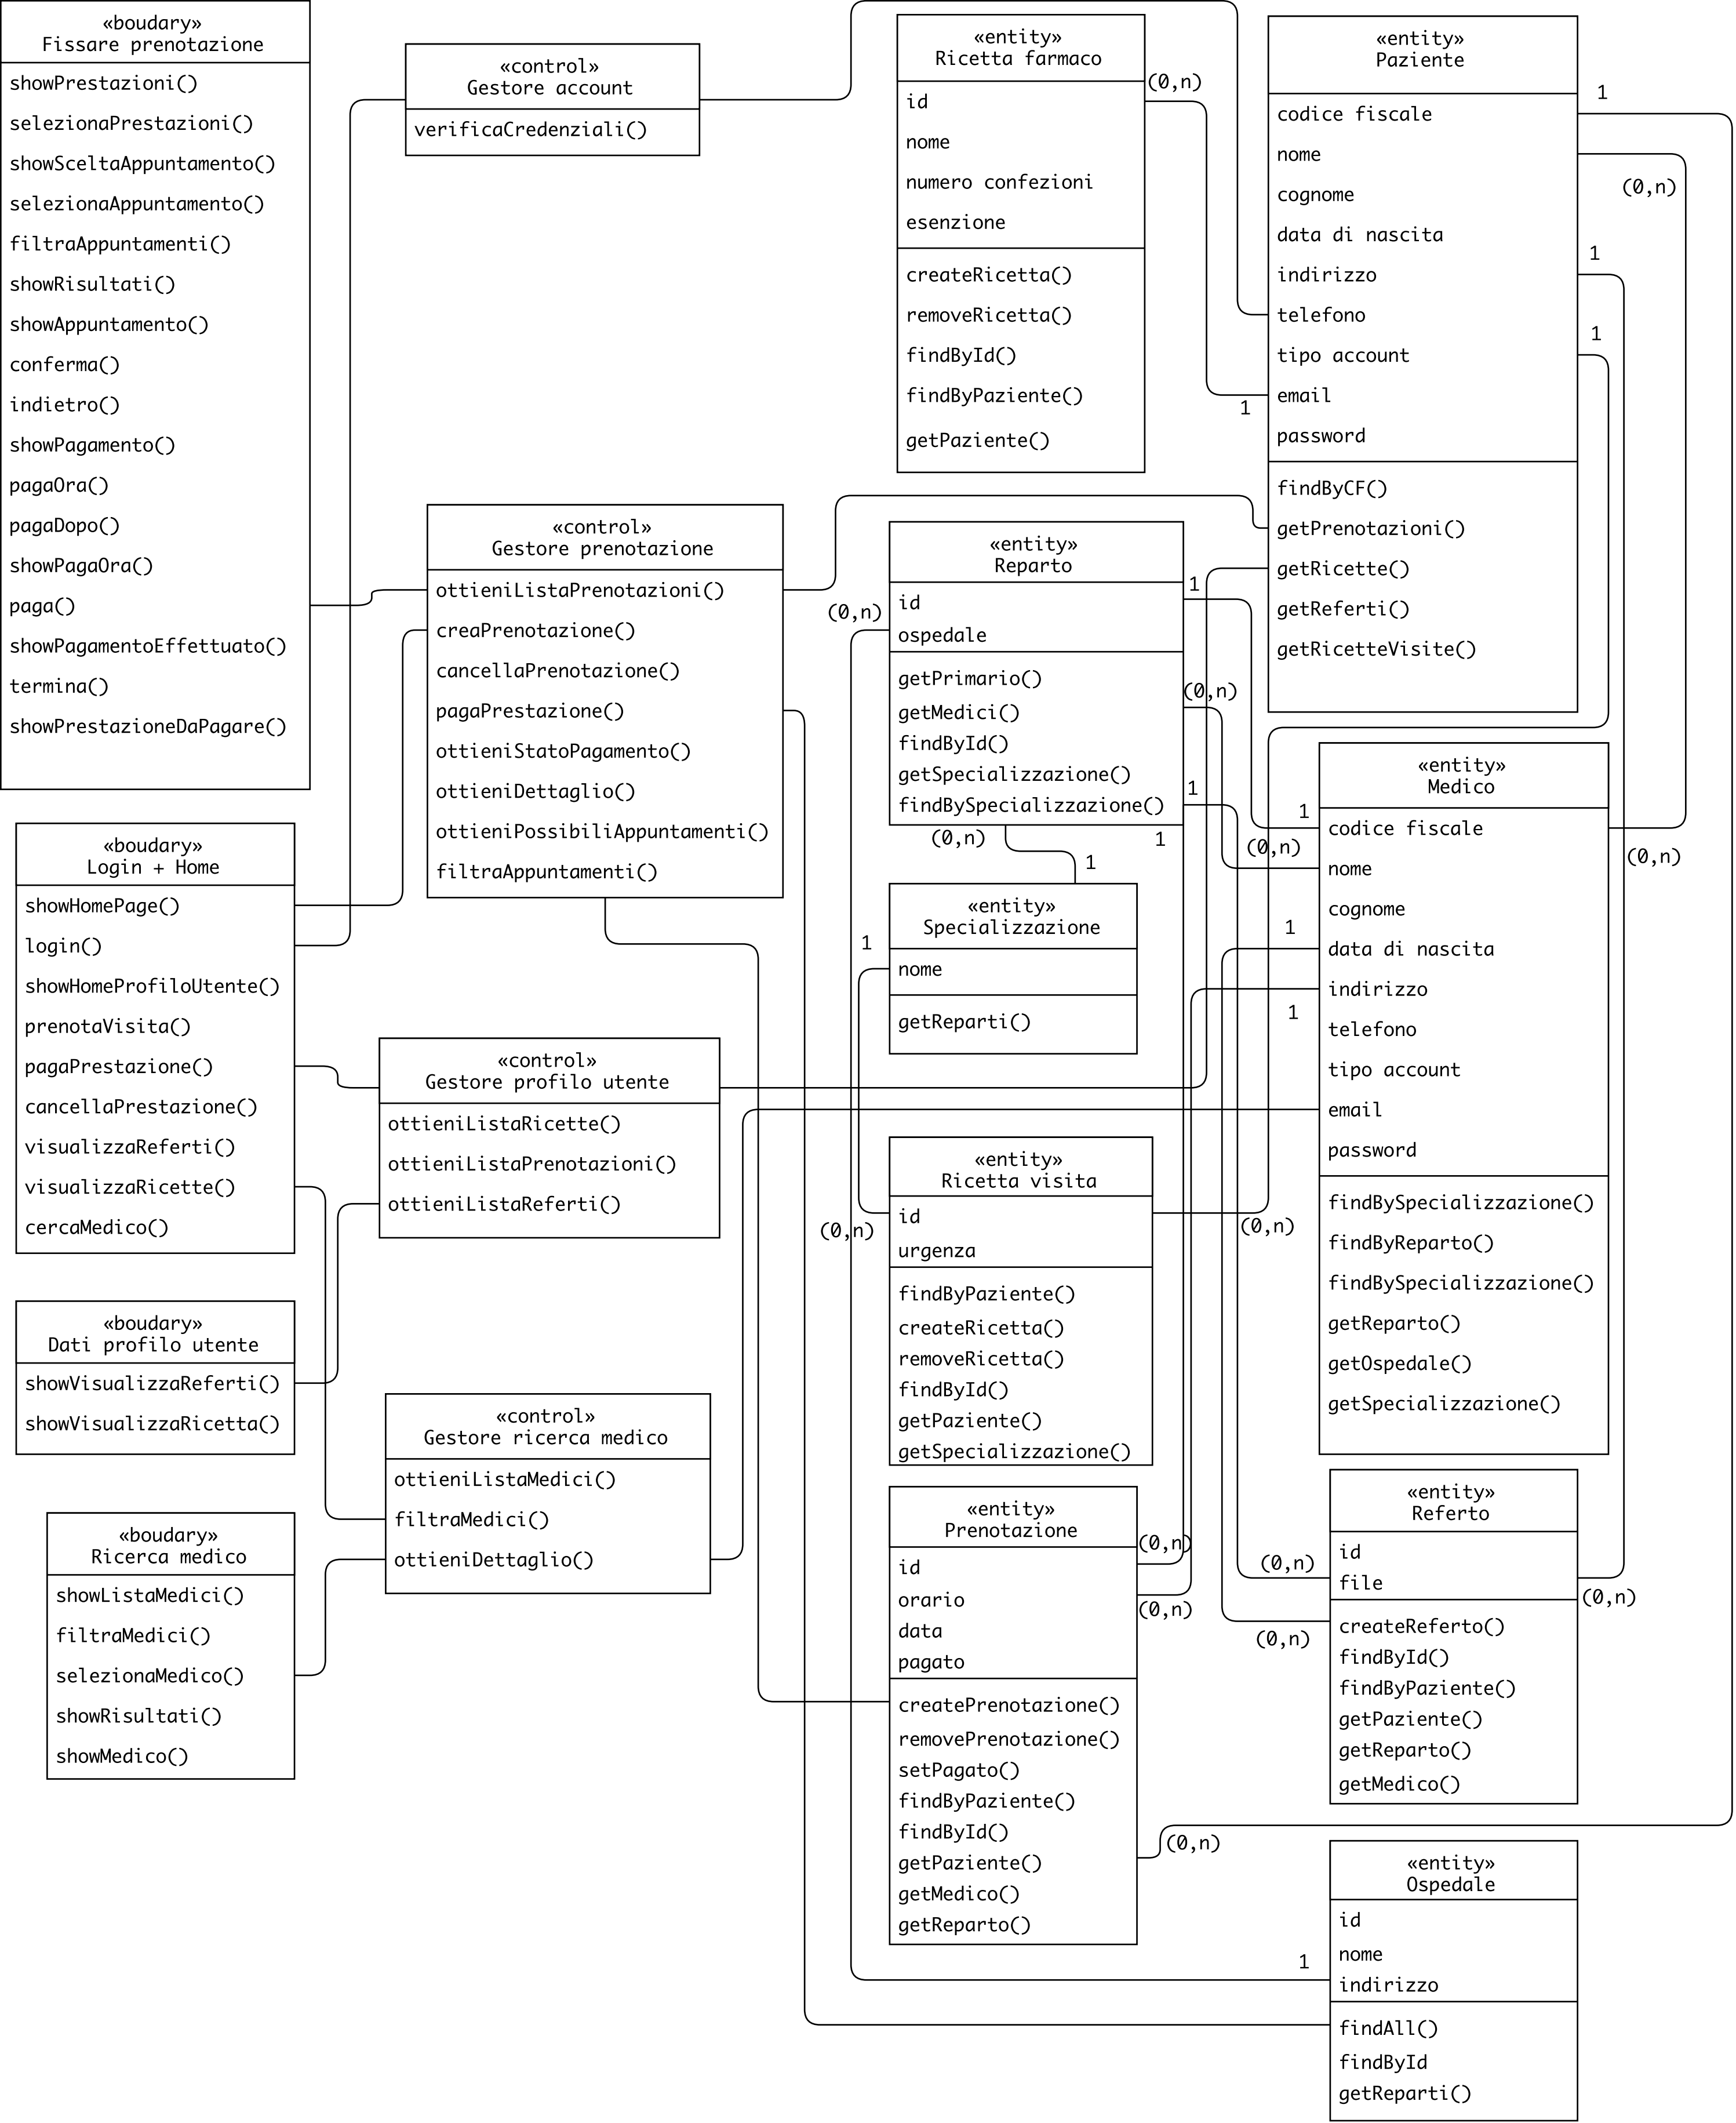 «boudary»
Fissare prenotazione
showPrestazioni()
selezionaPrestazioni()
showSceltaAppuntamento()
selezionaAppuntamento()
filtraAppuntamenti()
showRisultati()
showAppuntamento()
conferma()
indietro()
showPagamento()
pagaOra()
pagaDopo()
showPagaOra()
paga()
showPagamentoEffettuato()
termina()
showPrestazioneDaPagare()
«boudary»
Login + Home
showHomePage()
login()
showHomeProfiloUtente()
prenotaVisita()
pagaPrestazione()
cancellaPrestazione()
visualizzaReferti()
visualizzaRicette()
cercaMedico()
«boudary»
Dati profilo utente
showVisualizzaReferti()
showVisualizzaRicetta()
«boudary»
Ricerca medico
showListaMedici()
filtraMedici()
selezionaMedico()
showRisultati()
showMedico()
«control»
Gestore account
verificaCredenziali()
«control»
Gestore prenotazione
ottieniListaPrenotazioni()
creaPrenotazione()
cancellaPrenotazione()
pagaPrestazione()
ottieniStatoPagamento()
ottieniDettaglio()
ottieniPossibiliAppuntamenti()
filtraAppuntamenti()
«control»
Gestore profilo utente
ottieniListaRicette()
ottieniListaPrenotazioni()
ottieniListaReferti()
«control»
Gestore ricerca medico
ottieniListaMedici()
filtraMedici()
ottieniDettaglio()
«entity»
Ricetta farmaco
id
nome
numero confezioni
esenzione
createRicetta()
removeRicetta()
findById()
findByPaziente()
getPaziente()
(0,n)
1
«entity»
Reparto
id
ospedale
getPrimario()
getMedici()
findById()
getSpecializzazione()
findBySpecializzazione()
(0,n)
1
(0,n)
1
(0,n)
1
1
«entity»
Specializzazione
nome
getReparti()
1
(0,n)
«entity»
Ricetta visita
id
urgenza
findByPaziente()
createRicetta()
removeRicetta()
findById()
getPaziente()
getSpecializzazione()
(0,n)
«entity»
Prenotazione
id
orario
data
pagato
createPrenotazione()
removePrenotazione()
setPagato()
findByPaziente()
findById()
getPaziente()
getMedico()
getReparto()
(0,n)
(0,n)
(0,n)
«entity»
Paziente
codice fiscale
nome
cognome
data di nascita
indirizzo
telefono
tipo account
email
password
findByCF()
getPrenotazioni()
getRicette()
getReferti()
getRicetteVisite()
1
(0,n)
1
1
«entity»
Medico
codice fiscale
nome
cognome
data di nascita
indirizzo
telefono
tipo account
email
password
findBySpecializzazione()
findByReparto()
findBySpecializzazione()
getReparto()
getOspedale()
getSpecializzazione()
1
(0,n)
(0,n)
1
1
«entity»
Referto
id
file
createReferto()
findById()
findByPaziente()
getPaziente()
getReparto()
getMedico()
(0,n)
(0,n)
(0,n)
«entity»
Ospedale
id
nome
indirizzo
findAll()
findById
getReparti()
1